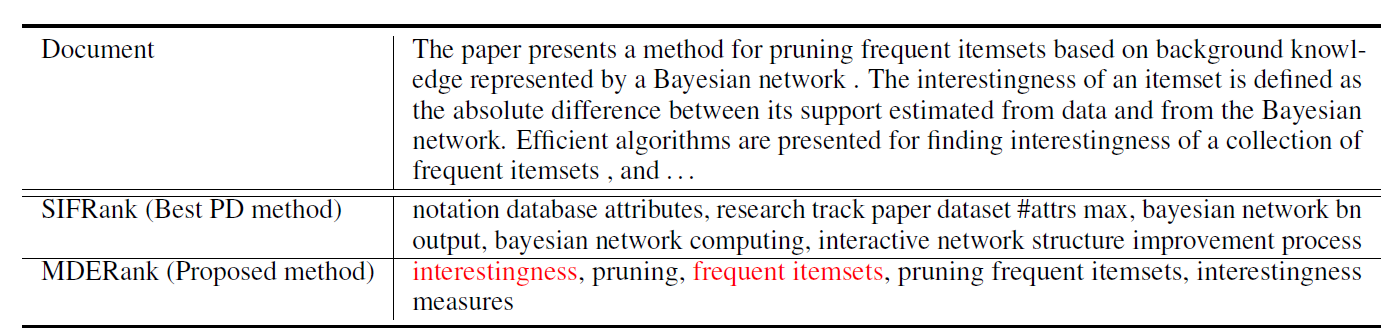 Document
The paper presents a method for pruning frequent itemsets based on background knowl-
edge represented by a Bayesian network . The interestingness of an itemset is defined as
the absolute difference between its support estimated from data and from the Bayesian
network. Efficient algorithms are presented for finding interestingness of a collection of
frequent itemsets , and ...
SIFRank (Best PD method)
notation database attributes, research track paper dataset #attrs max, bayesian network bn
output, bayesian network computing, interactive network structure improvement process
MDERank (Proposed method)
interestingness, pruning, frequent itemsets, pruning frequent itemsets, interestingness
measures